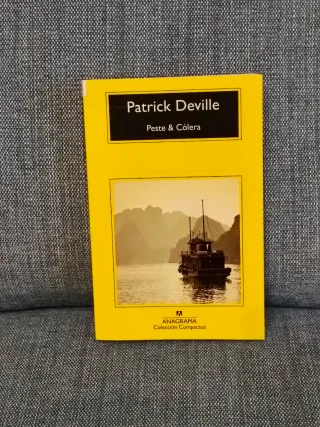 Patrick Deville
Peste & Cólera
ANAGRAMA
Colección Compactos